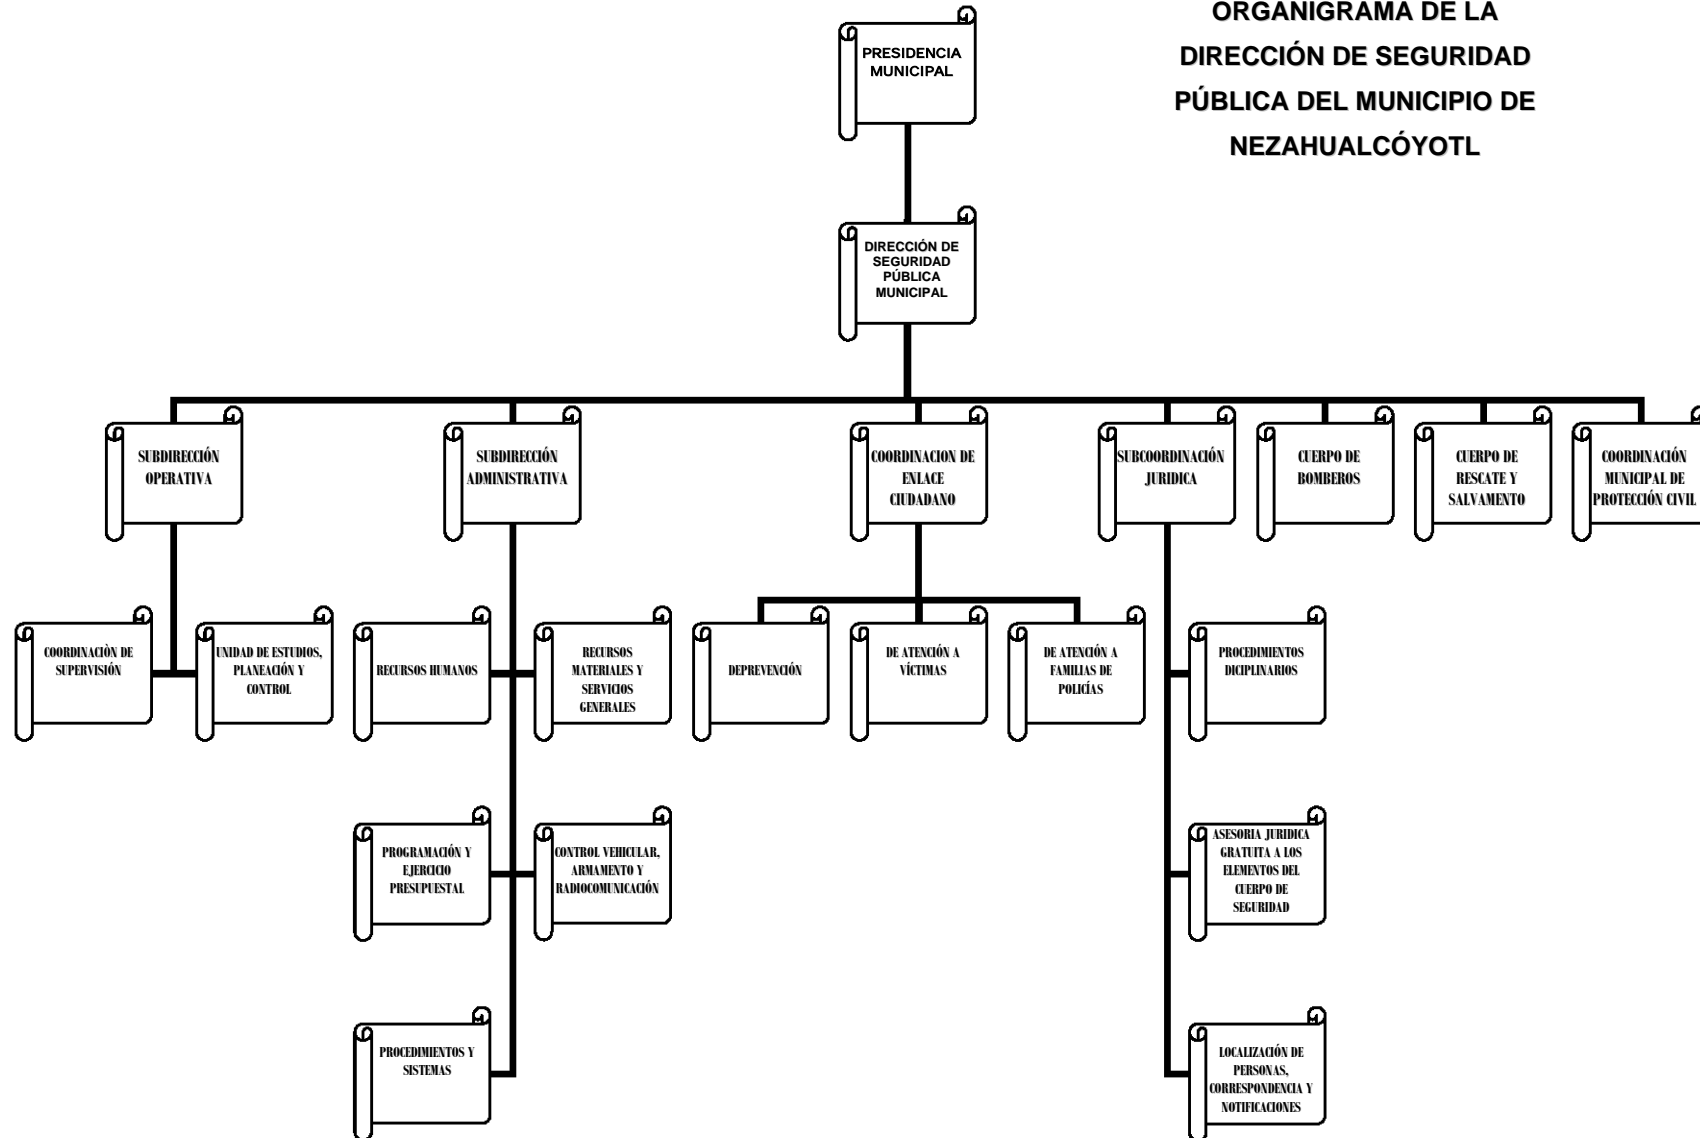 ORGANIGRAMA DE LA
DIRECCIÓN DE SEGURIDAD
PÚBLICA DEL MUNICIPIO DE
NEZAHUALCÓYOTL
PRESIDENCIA
MUNICIPAL
DIRECCIÓN DE
SEGURIDAD
PÚBLICA
MUNICIPAL
SUBDIRECCIÓN
OPERATIVA
SUBDIRECCIÓN
ADMINISTRATIVA
COORDINACION DE
ENLACE
CIUDADANO
SUBCOORDINACIÓN
JURIDICA
CUERPO DE
BOMBEROS
CUERPO DE
RESCATE Y
SALVAMENTO
COORDINACIÓN
MUNICIPAL DE
PROTECCIÓN CIVIL
COORDINACIÒN DE
SUPERVISIÓN
UNIDAD DE ESTUDIOS,
PLANEACIÓN Y
CONTROL
RECURSOS HUMANOS
RECURSOS
MATERIALES Y
SERVICIOS
GENERALES
DEPREVENCIÓN
DE ATENCIÓN A
VÍCTIMAS
DE ATENCIÓN A
FAMILIAS DE
POLICÍAS
PROCEDIMIENTOS
DICIPLINARIOS
PROGRAMACIÓN Y
EJERCICIO
PRESUPUESTAL
CONTROL VEHICULAR,
ARMAMENTO Y
RADIOCOMUNICACIÓN
ASESORIA JURIDICA
GRATUITA A LOS
ELEMENTOS DEL
CUERPO DE
SEGURIDAD
PROCEDIMIENTOS Y
SISTEMAS
LOCALIZACIÓN DE
PERSONAS,
CORRESPONDENCIA Y
NOTIFICACIONES